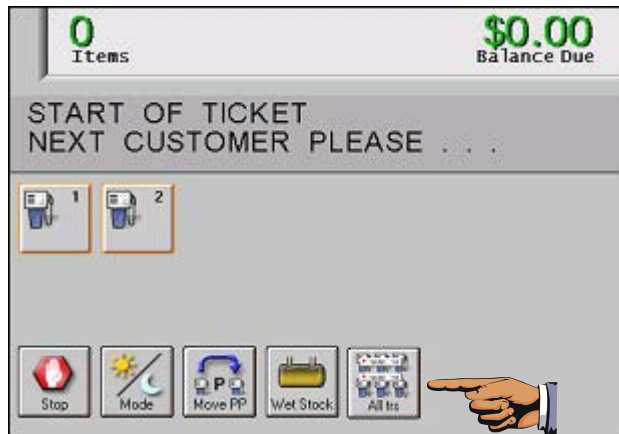 0 $0.00
Items Balance Due
START OF TICKET
NEXT CUSTOMER PLEASE . . .
1 2
P
Stop Mode Move PP Wet Stock All trs